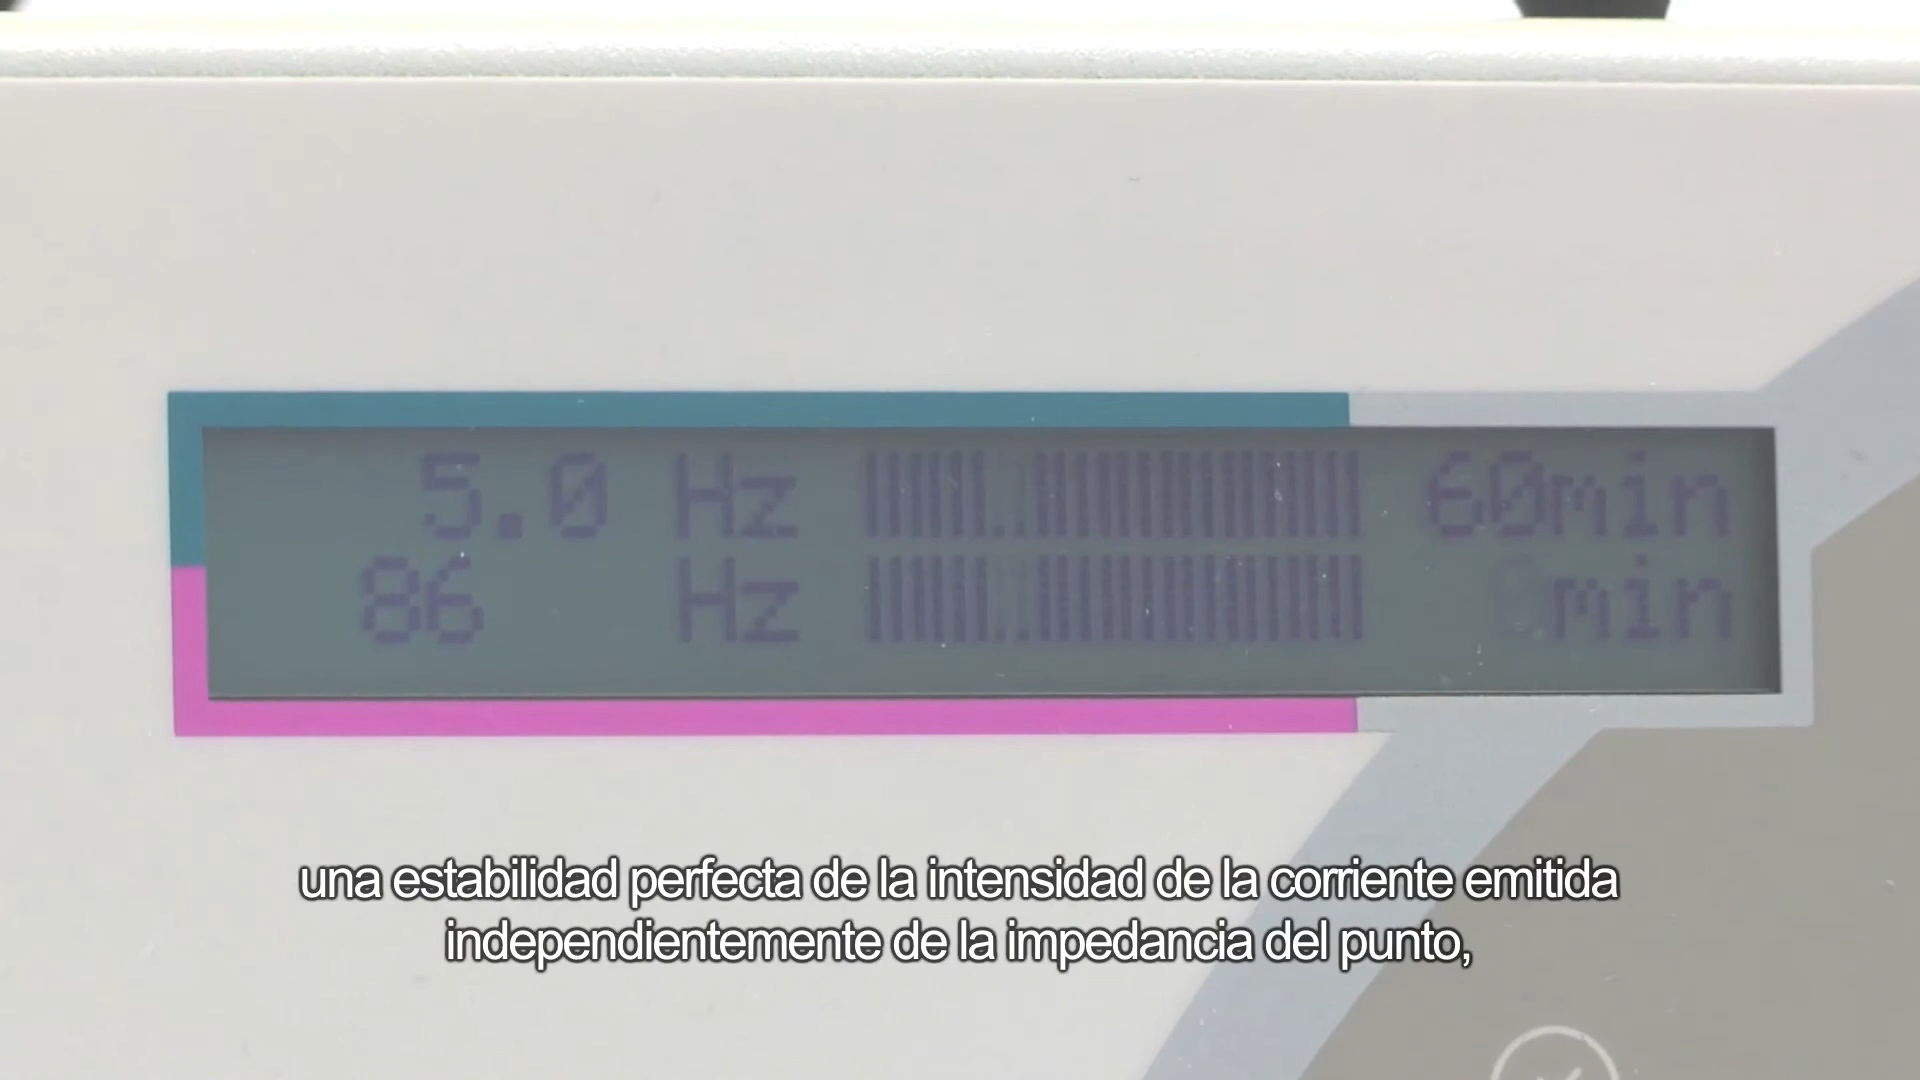 5.0 Hz 60min
86 Hz min
una estabilidad perfecta de la intensidad de la corriente emitida
independientemente de la impedancia del punto,